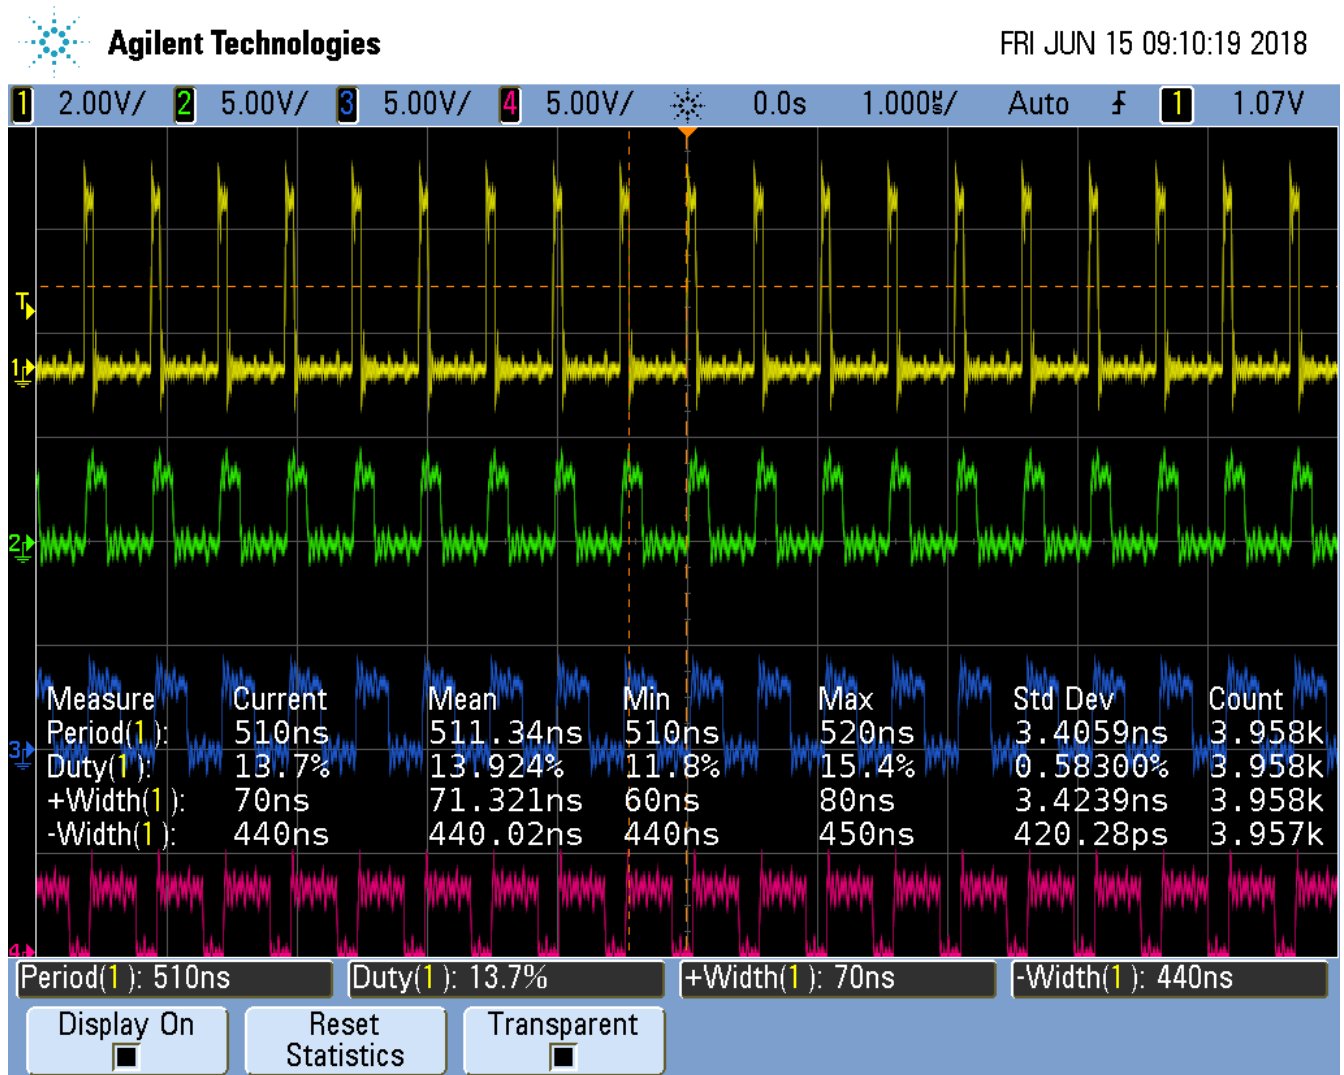 Agilent Technologies FRI JUN 15 09:10:19 2018
1 2.00V/ 2 5.00V/ 3 5.00V/ 4 5.00V/ 0.0s 1.000µs/ Auto 1 1.07V
T
1
2
Measure Current Mean Min Max Std Dev Count
Period(1): 510ns 511.34ns 510ns 520ns 3.4059ns 3.958k
3
Duty(1): 13.7% 13.924% 11.8% 15.4% 0.58300% 3.958k
+Width(1): 70ns 71.321ns 60ns 80ns 3.4239ns 3.958k
-Width(1): 440ns 440.02ns 440ns 450ns 420.28ps 3.957k
4
Period(1): 510ns Duty(1): 13.7% +Width(1): 70ns -Width(1): 440ns
Display On Reset Statistics Transparent